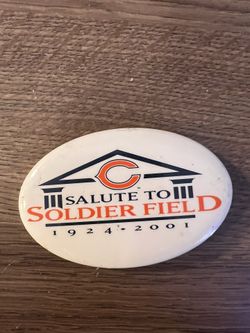 C
SALUTE TO
SOLDIER FIELD
1924-2001